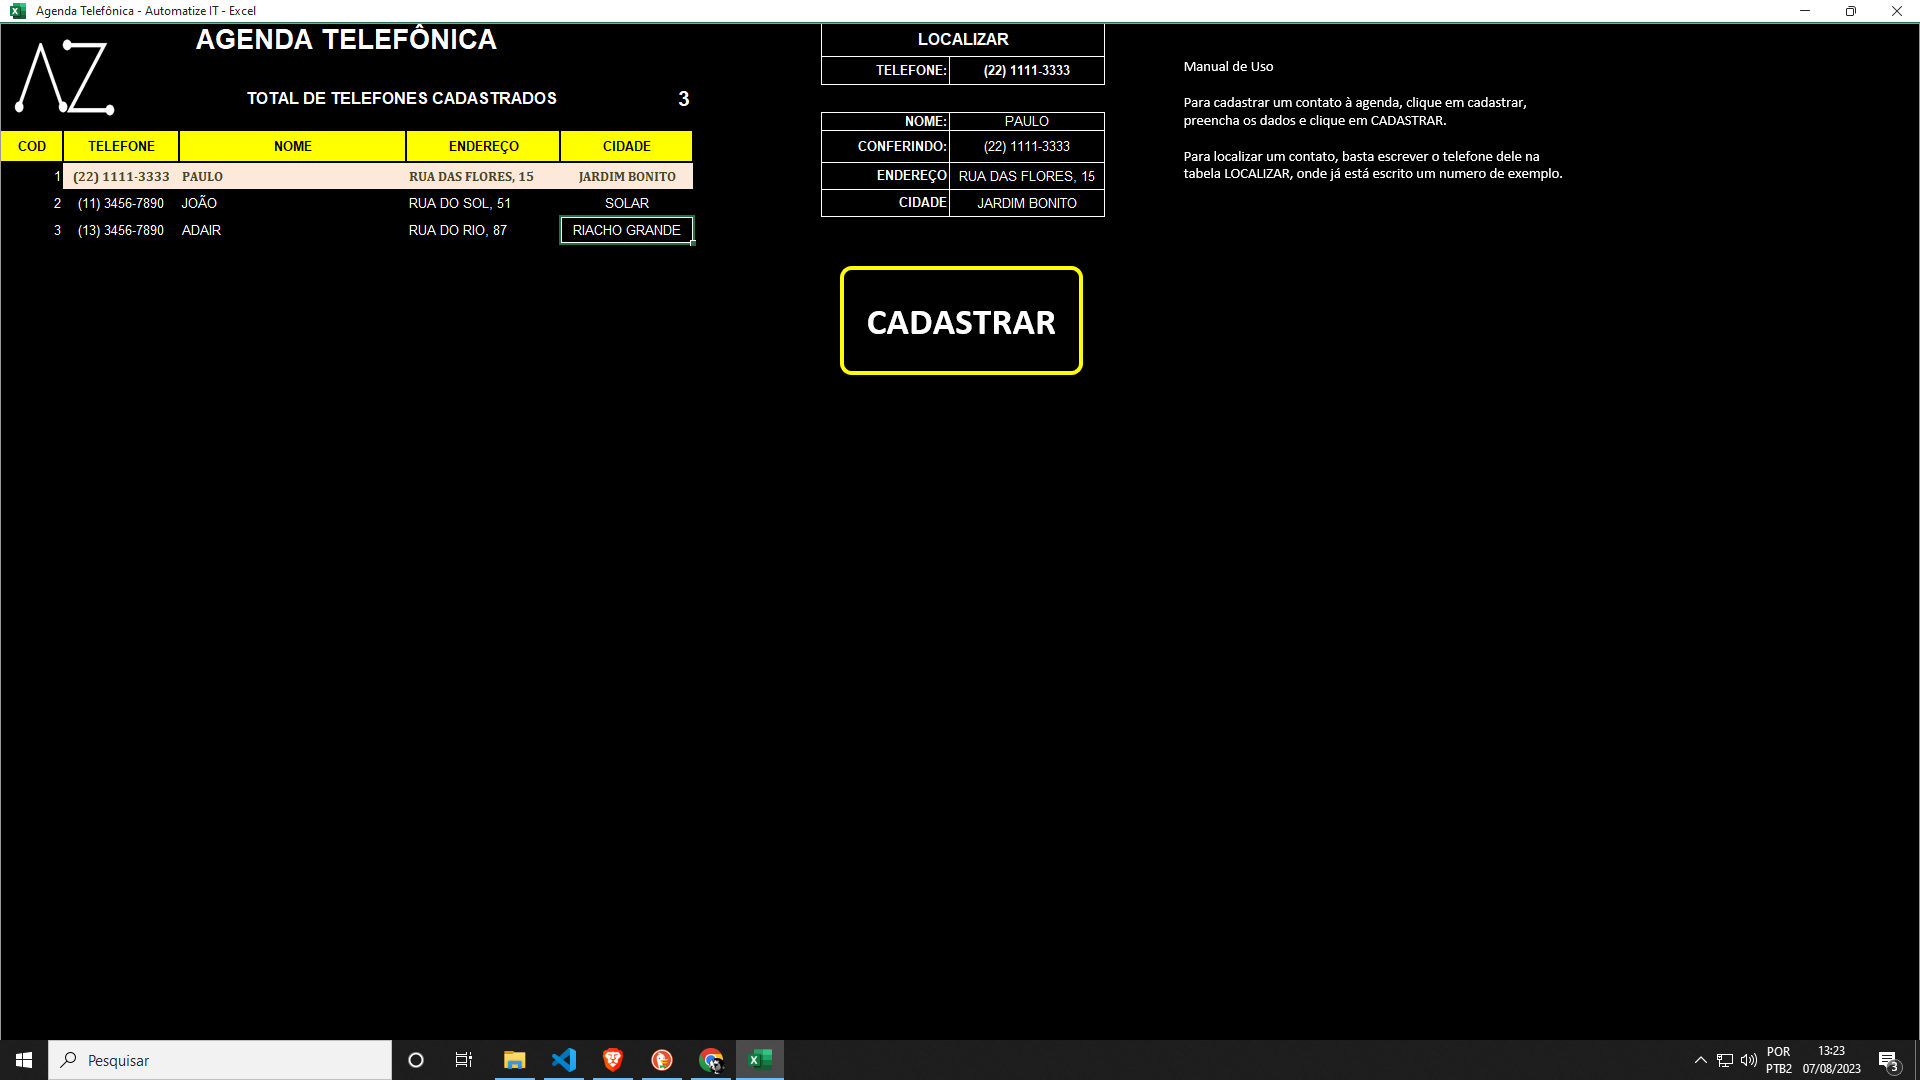 Agenda Telefônica - Automatize IT - Excel
AZ
AGENDA TELEFÔNICA
TOTAL DE TELEFONES CADASTRADOS 3
COD TELEFONE NOME ENDEREÇO CIDADE
1 (22) 1111-3333 PAULO RUA DAS FLORES, 15 JARDIM BONITO
2 (11) 3456-7890 JOÃO RUA DO SOL, 51 SOLAR
3 (13) 3456-7890 ADAIR RUA DO RIO, 87 RIACHO GRANDE
LOCALIZAR
TELEFONE: (22) 1111-3333
NOME: PAULO
CONFERINDO: (22) 1111-3333
ENDEREÇO RUA DAS FLORES, 15
CIDADE JARDIM BONITO
CADASTRAR
Manual de Uso
Para cadastrar um contato à agenda, clique em cadastrar,
preencha os dados e clique em CADASTRAR.
Para localizar um contato, basta escrever o telefone dele na
tabela LOCALIZAR, onde já está escrito um numero de exemplo.
Pesquisar
POR
PTB2
13:23
07/08/2023
3